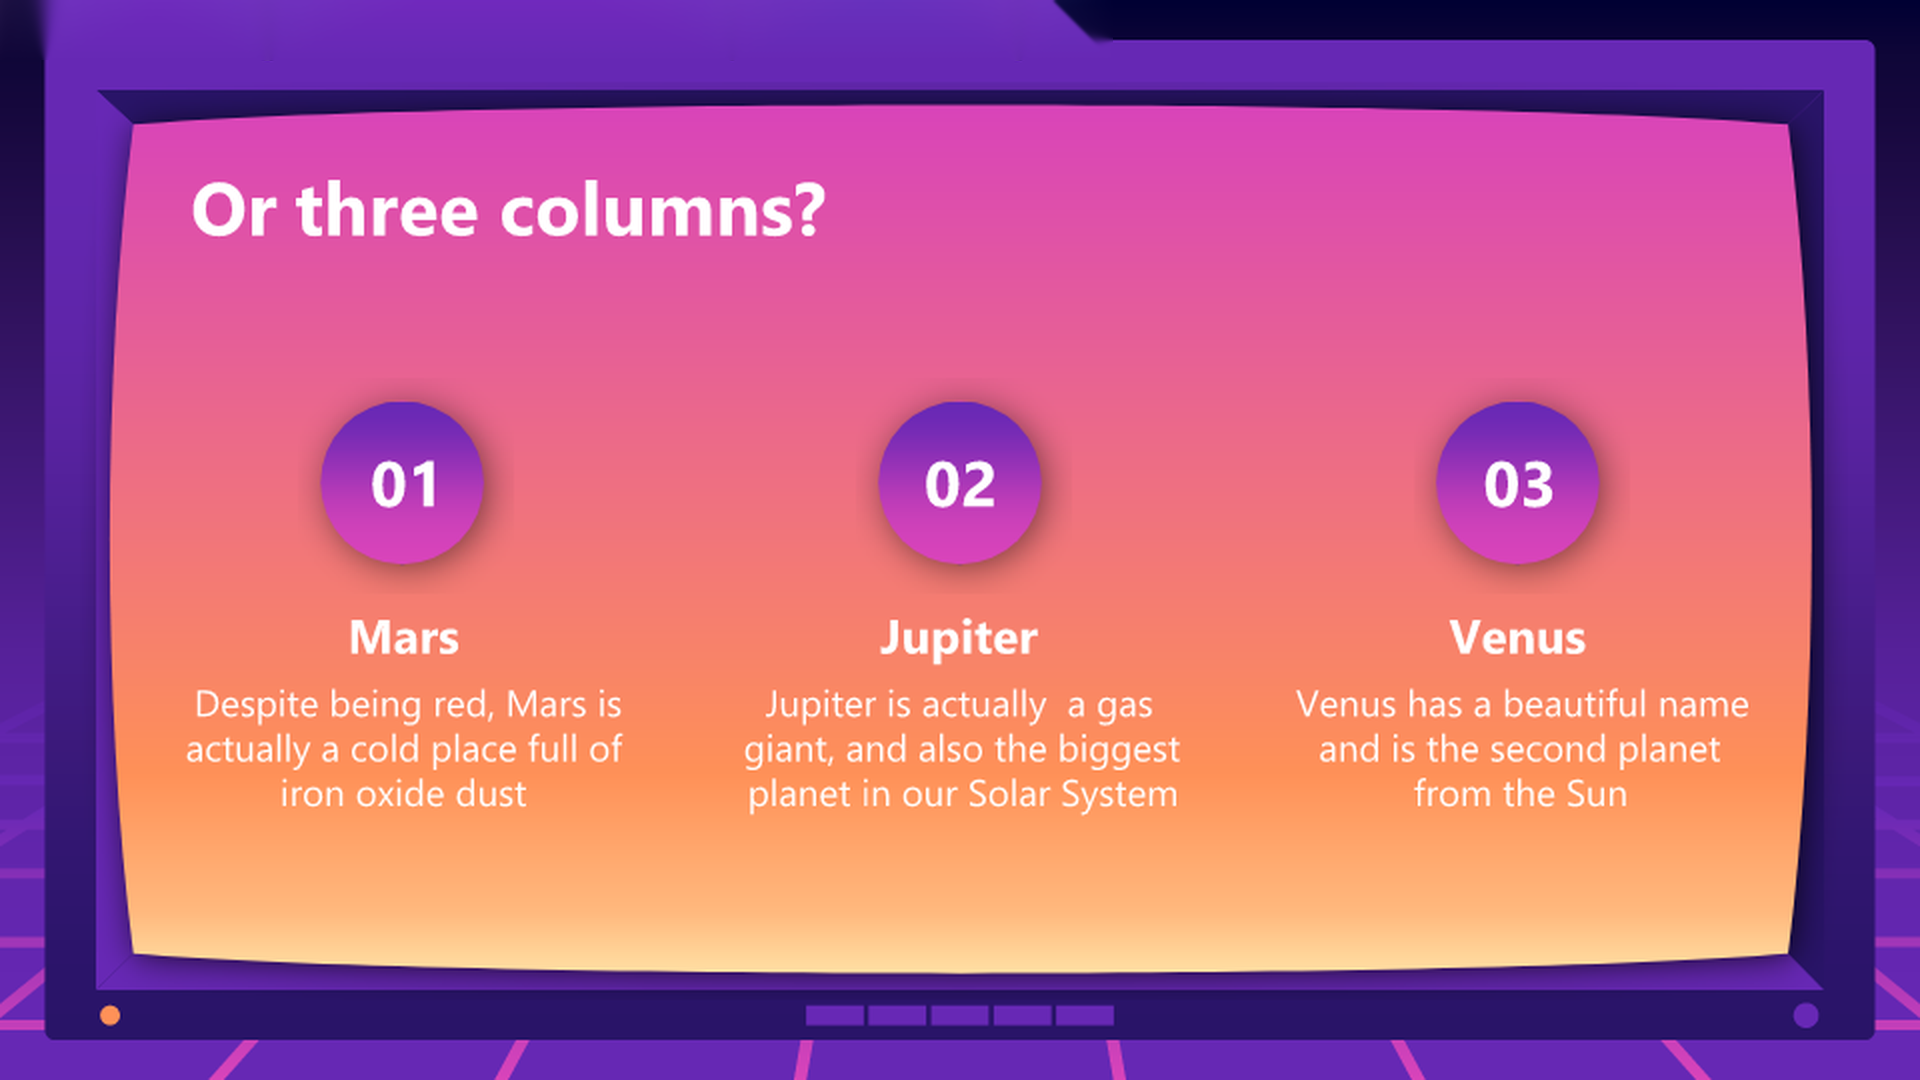 Or three columns?
01
02
03
Mars
Jupiter
Venus
Despite being red, Mars is
actually a cold place full of
iron oxide dust
Jupiter is actually  a gas
giant, and also the biggest
planet in our Solar System
Venus has a beautiful name
and is the second planet
from the Sun